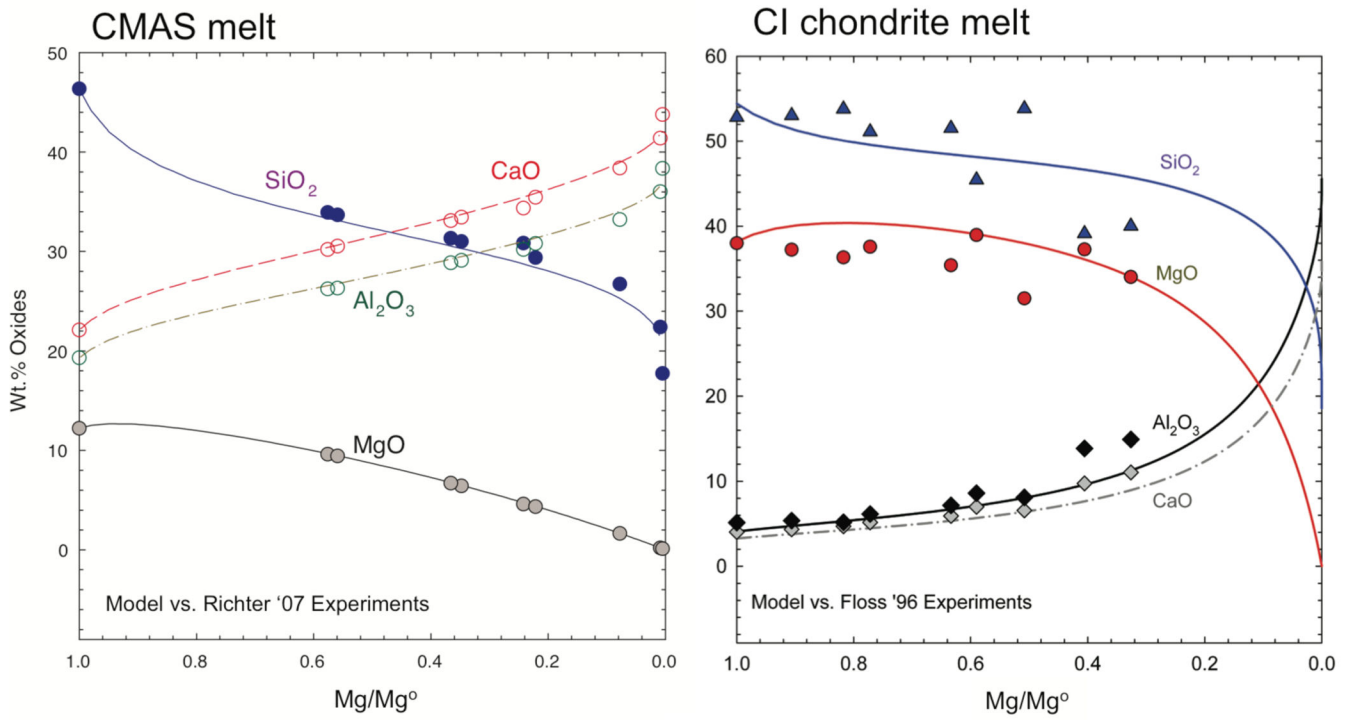 CMAS melt
50
40
30
20
10
0
Wt.% Oxides
SiO₂
CaO
Al₂O₃
MgO
Model vs. Richter ‘07 Experiments
1.0 0.8 0.6 0.4 0.2 0.0
Mg/Mg⁰
CI chondrite melt
60
50
40
30
20
10
0
SiO₂
MgO
Al₂O₃
CaO
Model vs. Floss '96 Experiments
1.0 0.8 0.6 0.4 0.2 0.0
Mg/Mg⁰